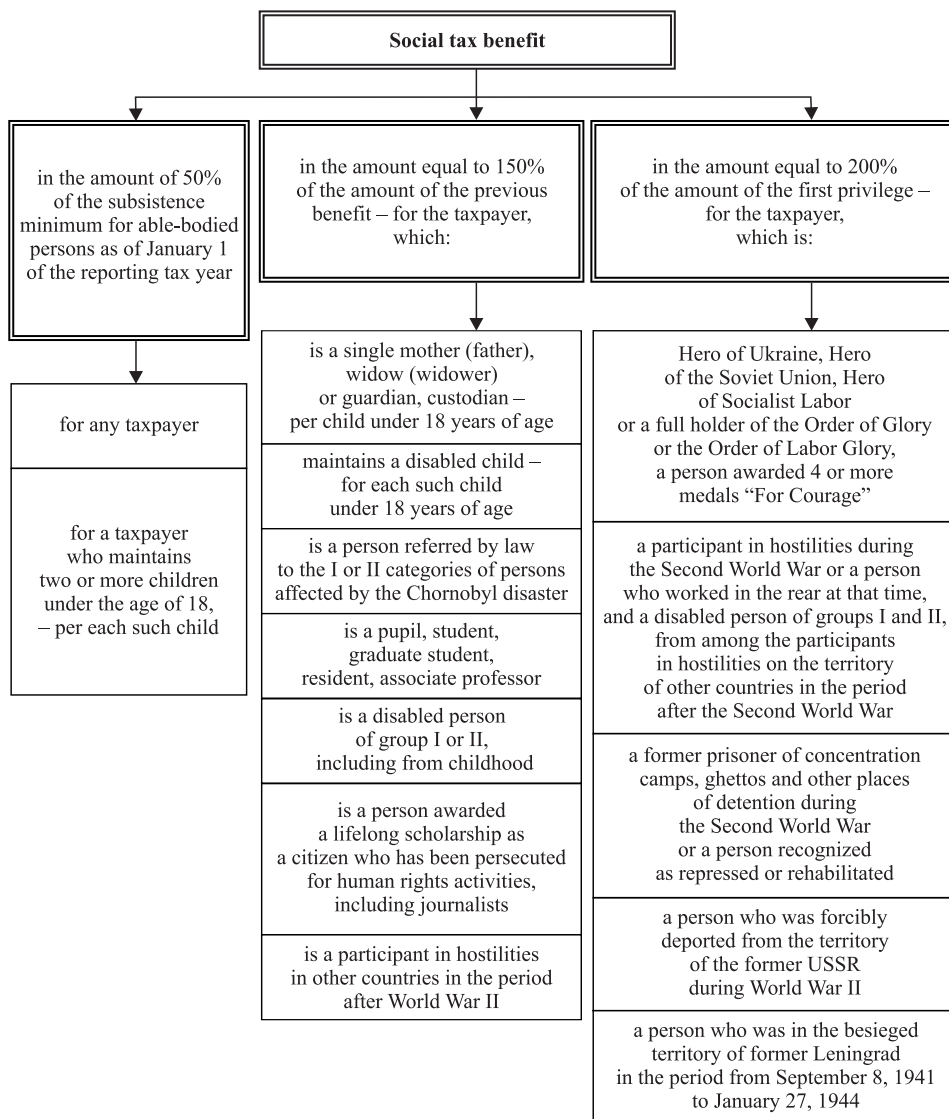 Social tax benefit
in the amount of 50%
of the subsistence
minimum for able-bodied
persons as of January 1
of the reporting tax year
for any taxpayer
for a taxpayer
who maintains
two or more children
under the age of 18,
– per each such child
in the amount equal to 150%
of the amount of the previous
benefit – for the taxpayer,
which:
is a single mother (father),
widow (widower)
or guardian, custodian –
per child under 18 years of age
maintains a disabled child –
for each such child
under 18 years of age
is a person referred by law
to the I or II categories of persons
affected by the Chornobyl disaster
is a pupil, student,
graduate student,
resident, associate professor
is a disabled person
of group I or II,
including from childhood
is a person awarded
a lifelong scholarship as
a citizen who has been persecuted
for human rights activities,
including journalists
is a participant in hostilities
in other countries in the period
after World War II
in the amount equal to 200%
of the amount of the first privilege –
for the taxpayer,
which is:
Hero of Ukraine, Hero
of the Soviet Union, Hero
of Socialist Labor
or a full holder of the Order of Glory
or the Order of Labor Glory,
a person awarded 4 or more
medals “For Courage”
a participant in hostilities during
the Second World War or a person
who worked in the rear at that time,
and a disabled person of groups I and II,
from among the participants
in hostilities on the territory
of other countries in the period
after the Second World War
a former prisoner of concentration
camps, ghettos and other places
of detention during
the Second World War
or a person recognized
as repressed or rehabilitated
a person who was forcibly
deported from the territory
of the former USSR
during World War II
a person who was in the besieged
territory of former Leningrad
in the period from September 8, 1941
to January 27, 1944